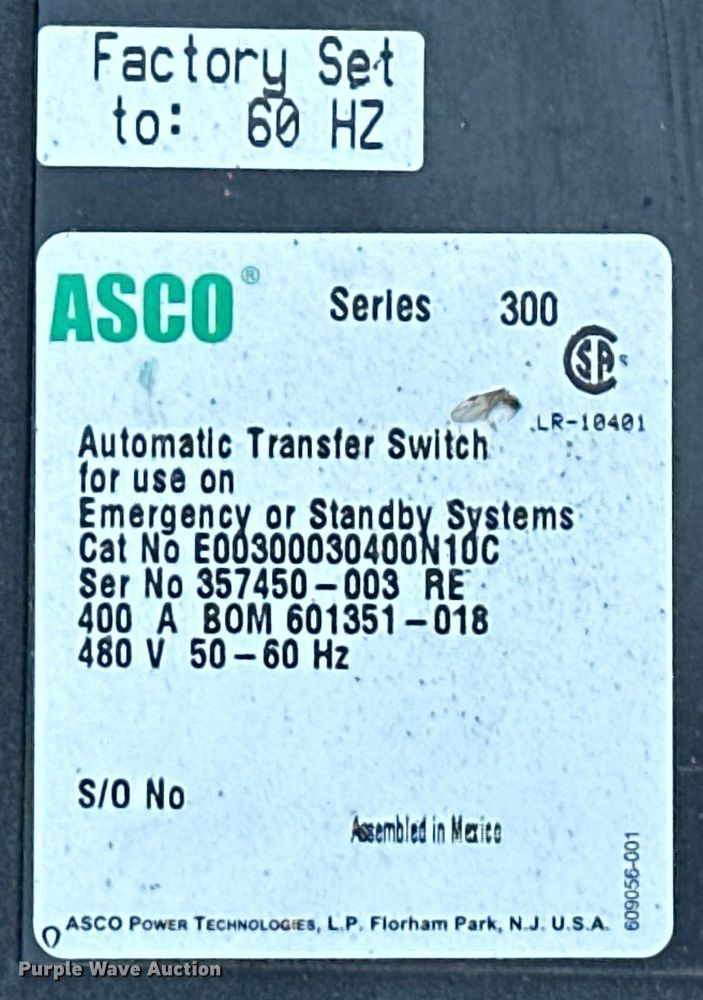 Factory Set
to: 60 HZ
ASCO® Series 300
SA S
LR-10401
Automatic Transfer Switch
for use on
Emergency or Standby Systems
Cat No E00300030400N10C
Ser No 357450-003 RE
400 A BOM 601351-018
480 V 50-60 Hz
S/O No
Assembled in Mexico
609056-001
ASCO POWER TECHNOLOGIES, L.P. Florham Park, N.J. U.S.A.
Purple Wave Auction